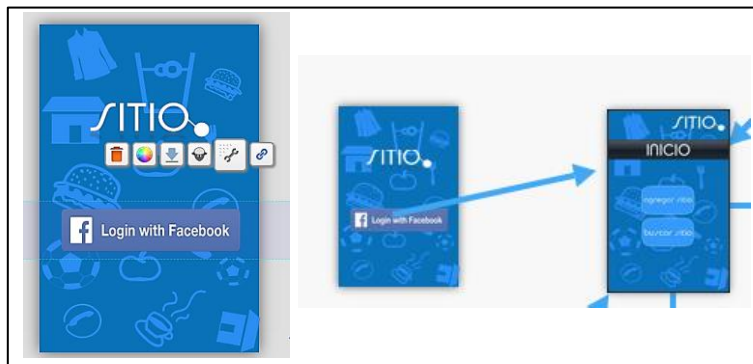 SITIO
Login with Facebook
SITIO
Login with Facebook
SITIO
INICIO
agregar sitio
buscar sitio